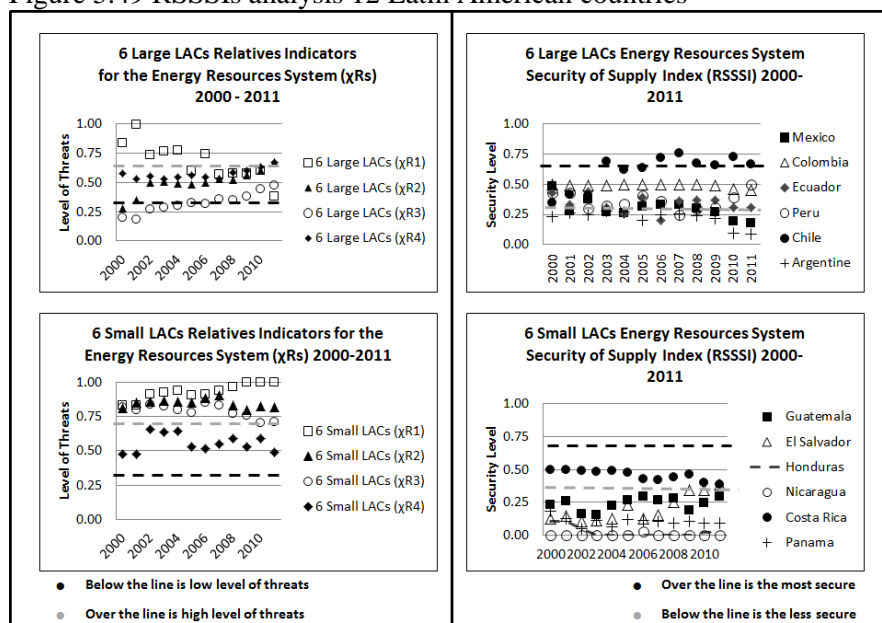 Figure 3.49 RSSSIs analysis 12 Latin American countries
6 Large LACs Relatives Indicators
for the Energy Resources System (χRs)
2000 - 2011
Level of Threats
1.00
0.75
0.50
0.25
0.00
2000
2002
2004
2006
2008
2010
6 Large LACs (χR1)
6 Large LACs (χR2)
6 Large LACs (χR3)
6 Large LACs (χR4)
6 Large LACs Energy Resources System
Security of Supply Index (RSSSI) 2000-
2011
Security Level
1.00
0.75
0.50
0.25
0.00
2000
2001
2002
2003
2004
2005
2006
2007
2008
2009
2010
2011
Mexico
Colombia
Ecuador
Peru
Chile
Argentine
6 Small LACs Relatives Indicators for the
Energy Resources System (χRs) 2000-2011
Level of Threats
1.00
0.75
0.50
0.25
0.00
2000
2002
2004
2006
2008
2010
6 Small LACs (χR1)
6 Small LACs (χR2)
6 Small LACs (χR3)
6 Small LACs (χR4)
6 Small LACs Energy Resources System
Security of Supply Index (RSSSI) 2000-
2011
Security Level
1.00
0.75
0.50
0.25
0.00
2000 2002 2004 2006 2008 2010
Guatemala
El Salvador
Honduras
Nicaragua
Costa Rica
Panama
Below the line is low level of threats
Over the line is high level of threats
Over the line is the most secure
Below the line is the less secure